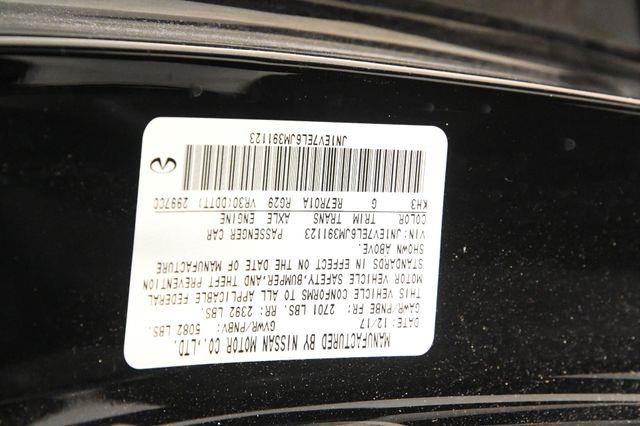 MANUFACTURED BY NISSAN MOTOR CO.,LTD.
DATE: 12/17 GVWR/PNBV: 5082 LBS.
GAWR/PNBE FR: 2701 LBS. RR: 2392 LBS.
THIS VEHICLE CONFORMS TO ALL APPLICABLE FEDERAL
MOTOR VEHICLE SAFETY, BUMPER, AND THEFT PREVENTION
STANDARDS IN EFFECT ON THE DATE OF MANUFACTURE
SHOWN ABOVE.
VIN: JN1EV7EL6JM391123 PASSENGER CAR
COLOR TRIM TRANS AXLE ENGINE
KH3 G RE7R01A RG29 VR30(DDTT) 2997CC
JN1EV7EL6JM391123